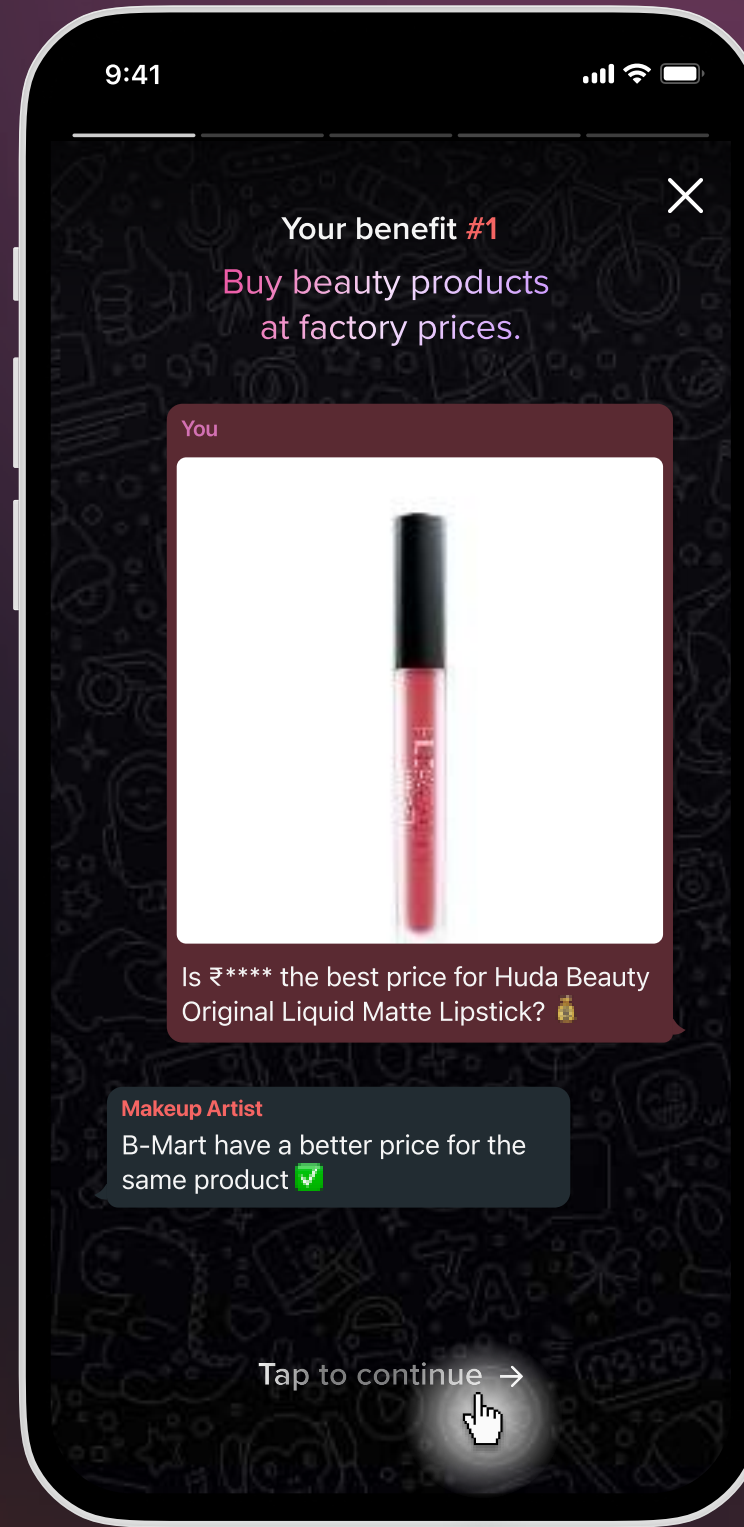 9:41
Your benefit #1
Buy beauty products
at factory prices.
You
Is ₹**** the best price for Huda Beauty
Original Liquid Matte Lipstick?
Makeup Artist
B-Mart have a better price for the
same product ✅
Tap to continue →